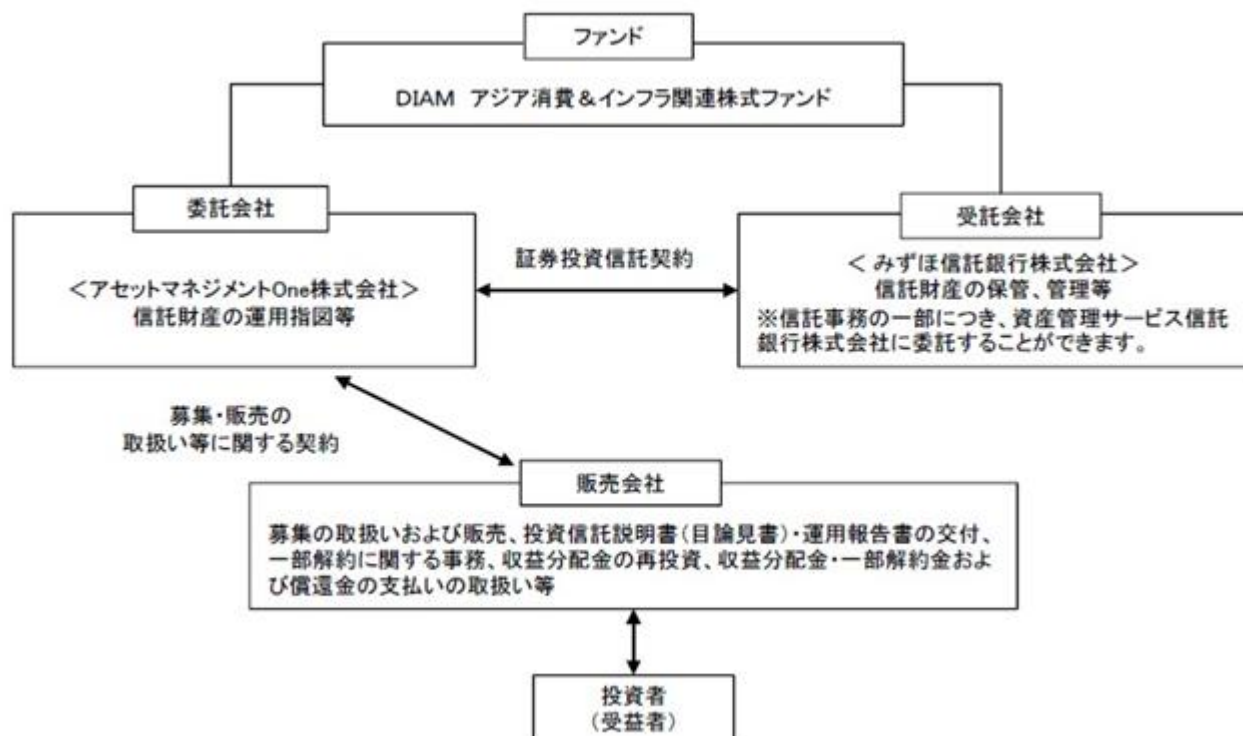 ファンド
DIAM アジア消費＆インフラ関連株式ファンド
委託会社
＜アセットマネジメントOne株式会社＞
信託財産の運用指図等
証券投資信託契約
受託会社
＜みずほ信託銀行株式会社＞
信託財産の保管、管理等
※信託事務の一部につき、資産管理サービス信託
銀行株式会社に委託することができます。
募集・販売の
取扱い等に関する契約
販売会社
募集の取扱いおよび販売、投資信託説明書（目論見書）・運用報告書の交付、
一部解約に関する事務、収益分配金の再投資、収益分配金・一部解約金およ
び償還金の支払いの取扱い等
投資者
（受益者）